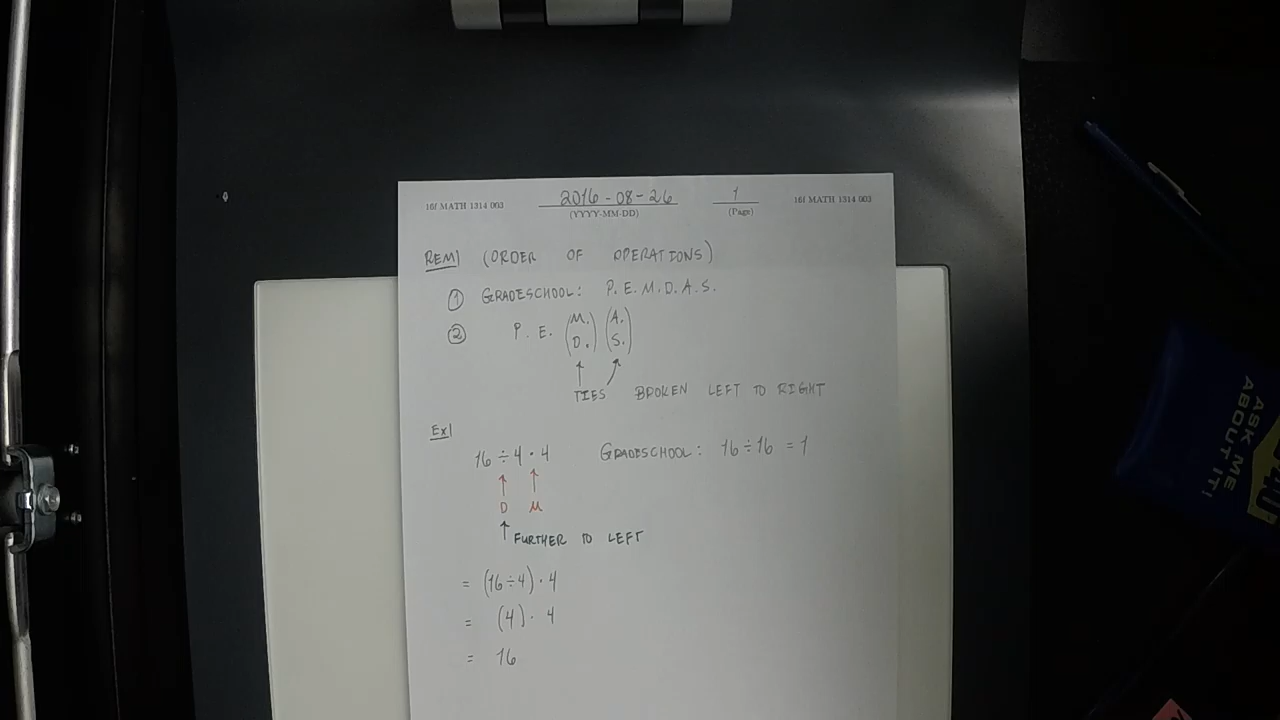 16f MATH 1314 003 2016-08-26 1 16f MATH 1314 003
(YYYY-MM-DD) (Page)
REM (ORDER OF OPERATIONS)
① GRADESCHOOL: P. E. M. D. A. S.
② P. E. (M. D.) (A. S.)
↑ ↗
TIES BROKEN LEFT TO RIGHT
EX
16 ÷ 4 · 4 GRADESCHOOL: 16 ÷ 16 = 1
↑ ↑
D M
↑ FURTHER TO LEFT
= (16÷4) · 4
= (4) · 4
= 16
ASK ME
ABOUT IT!